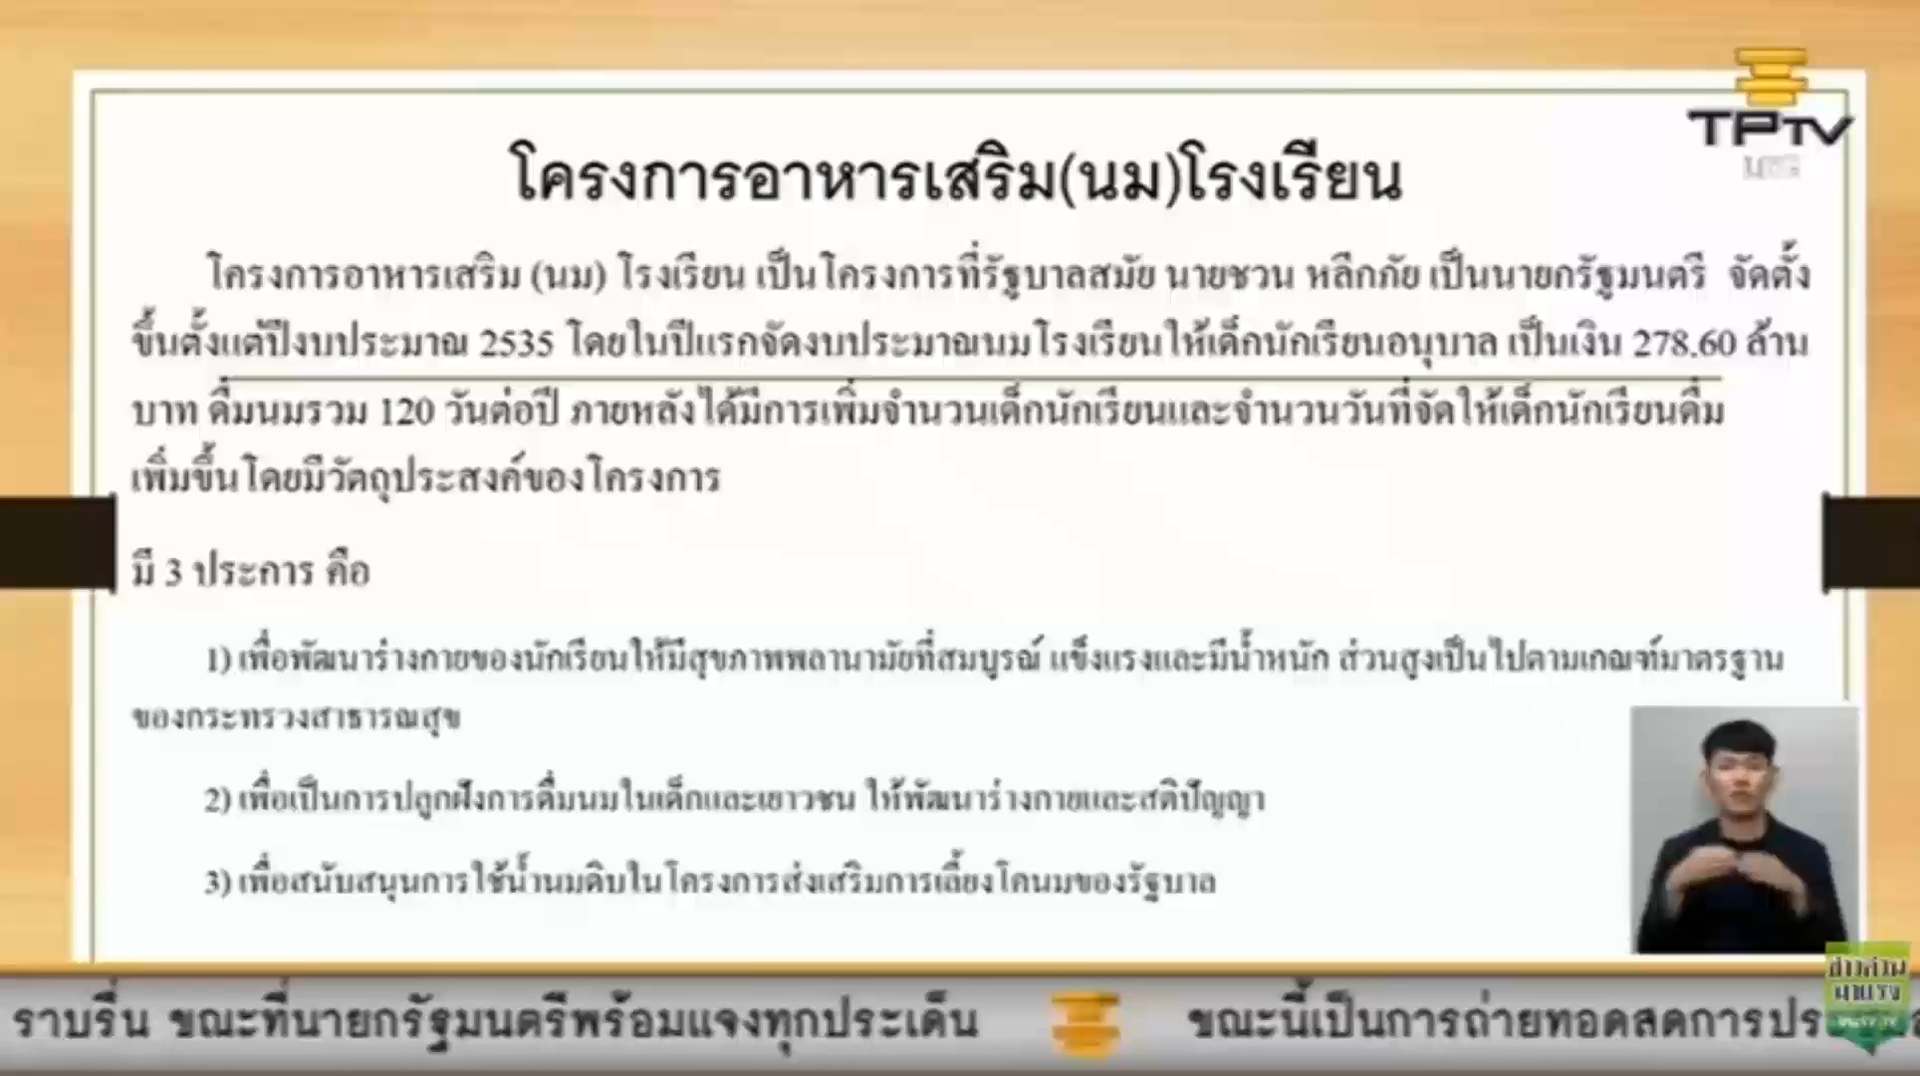 TPTV
โครงการอาหารเสริม(นม)โรงเรียน
โครงการอาหารเสริม (นม) โรงเรียน เป็นโครงการที่รัฐบาลสมัย นายชวน หลีกภัย เป็นนายกรัฐมนตรี จัดตั้ง
ขึ้นตั้งแต่ปีงบประมาณ 2535 โดยในปีแรกจัดงบประมาณนมโรงเรียนให้เด็กนักเรียนอนุบาล เป็นเงิน 278.60 ล้าน
บาท ดื่มนมรวม 120 วันต่อปี ภายหลังได้มีการเพิ่มจำนวนเด็กนักเรียนและจำนวนวันที่จัดให้เด็กนักเรียนดื่ม
เพิ่มขึ้นโดยมีวัตถุประสงค์ของโครงการ
มี 3 ประการ คือ
1) เพื่อพัฒนาร่างกายของนักเรียนให้มีสุขภาพพลานามัยที่สมบูรณ์ แข็งแรงและมีน้ำหนัก ส่วนสูงเป็นไปตามเกณฑ์มาตรฐาน
ของกระทรวงสาธารณสุข
2) เพื่อเป็นการปลูกฝังการดื่มนมในเด็กและเยาวชน ให้พัฒนาร่างกายและสติปัญญา
3) เพื่อสนับสนุนการใช้น้ำนมดิบในโครงการส่งเสริมการเลี้ยงโคนมของรัฐบาล
ราบรื่น ขณะที่นายกรัฐมนตรีพร้อมแจงทุกประเด็น ขณะนี้เป็นการถ่ายทอดสดการประ